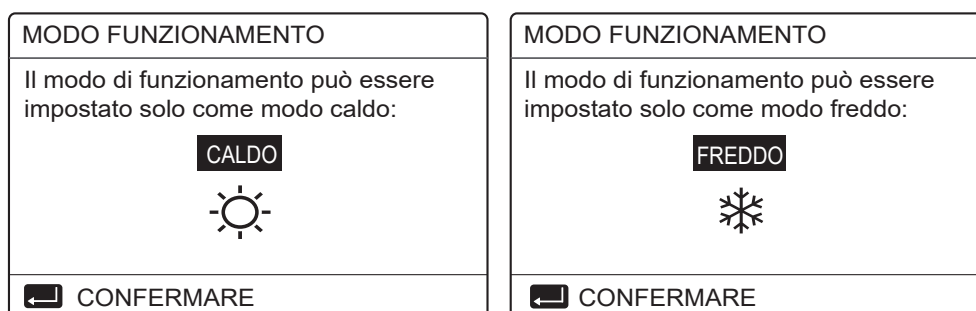 MODO FUNZIONAMENTO
Il modo di funzionamento può essere
impostato solo come modo caldo:
CALDO
CONFERMARE
MODO FUNZIONAMENTO
Il modo di funzionamento può essere
impostato solo come modo freddo:
FREDDO
CONFERMARE